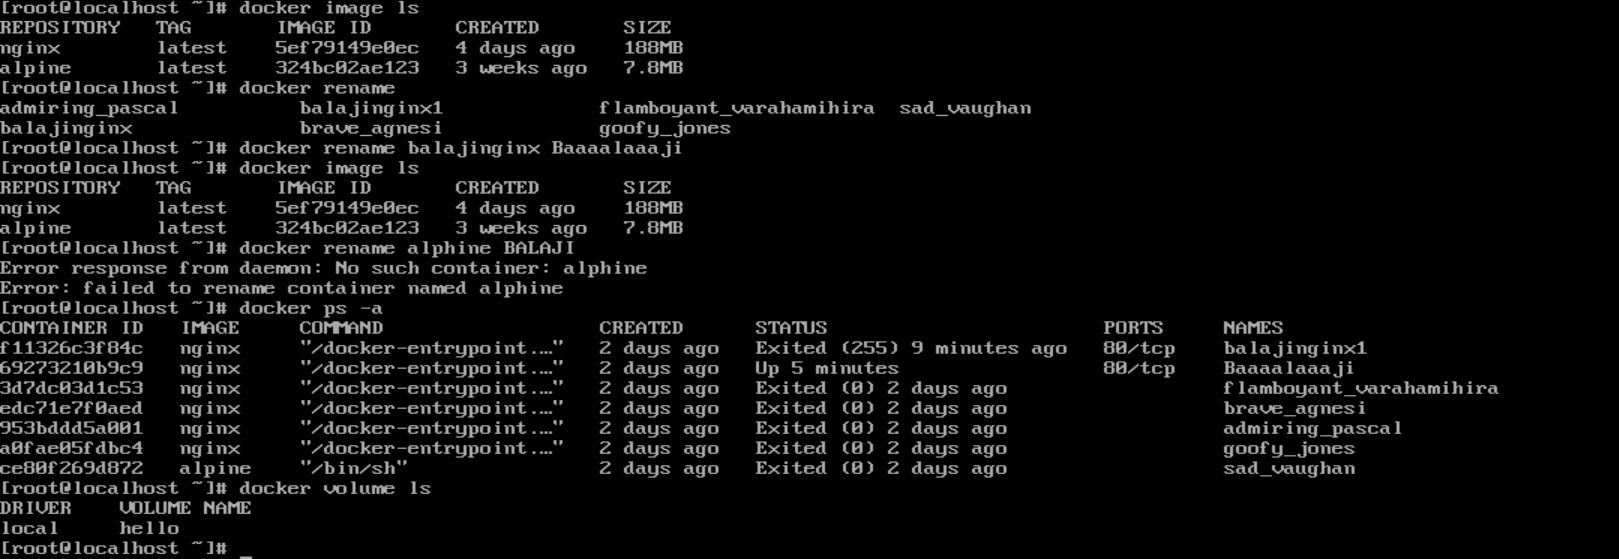 [root@localhost ~]# docker image ls
REPOSITORY   TAG       IMAGE ID       CREATED       SIZE
nginx        latest    5ef79149e0ec   4 days ago    188MB
alpine       latest    324bc02ae123   3 weeks ago   7.8MB
[root@localhost ~]# docker rename
admiring_pascal          balajinginx1             flamboyant_varahamihira  sad_vaughan
balajinginx              brave_agnesi             goofy_jones
[root@localhost ~]# docker rename balajinginx Baaaalaaaji
[root@localhost ~]# docker image ls
REPOSITORY   TAG       IMAGE ID       CREATED       SIZE
nginx        latest    5ef79149e0ec   4 days ago    188MB
alpine       latest    324bc02ae123   3 weeks ago   7.8MB
[root@localhost ~]# docker rename alphine BALAJI
Error response from daemon: No such container: alphine
Error: failed to rename container named alphine
[root@localhost ~]# docker ps -a
CONTAINER ID   IMAGE     COMMAND                  CREATED      STATUS                       PORTS     NAMES
f11326c3f84c   nginx     "/docker-entrypoint.…"   2 days ago   Exited (255) 9 minutes ago   80/tcp    balajinginx1
69273210b9c9   nginx     "/docker-entrypoint.…"   2 days ago   Up 5 minutes                 80/tcp    Baaaalaaaji
3d7dc03d1c53   nginx     "/docker-entrypoint.…"   2 days ago   Exited (0) 2 days ago                  flamboyant_varahamihira
edc71e7f0aed   nginx     "/docker-entrypoint.…"   2 days ago   Exited (0) 2 days ago                  brave_agnesi
953bddd5a001   nginx     "/docker-entrypoint.…"   2 days ago   Exited (0) 2 days ago                  admiring_pascal
a0fae05fdbc4   nginx     "/docker-entrypoint.…"   2 days ago   Exited (0) 2 days ago                  goofy_jones
ce80f269d872   alpine    "/bin/sh"                2 days ago   Exited (0) 2 days ago                  sad_vaughan
[root@localhost ~]# docker volume ls
DRIVER    VOLUME NAME
local     hello
[root@localhost ~]# _